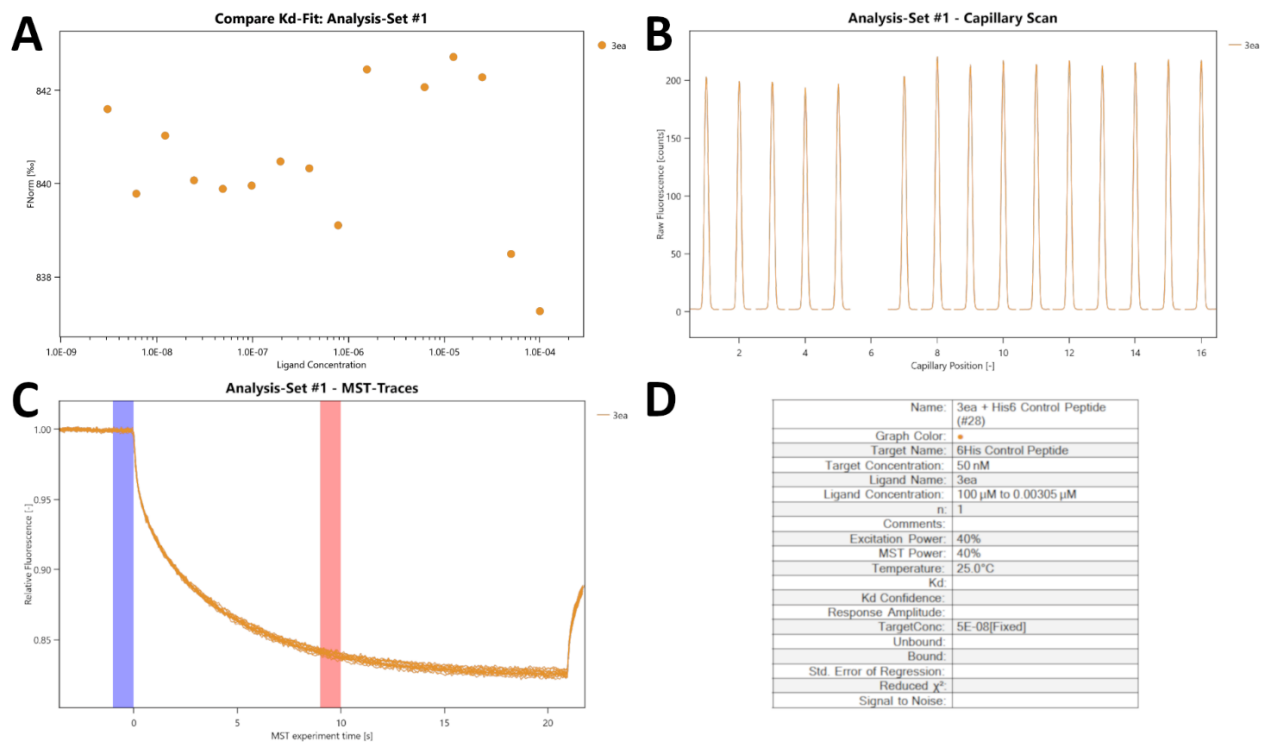 A
Compare Kd-Fit: Analysis-Set #1
3ea
FNorm [‰]
842
840
838
1.0E-09
1.0E-08
1.0E-07
1.0E-06
1.0E-05
1.0E-04
Ligand Concentration
B
Analysis-Set #1 - Capillary Scan
3ea
Raw Fluorescence [counts]
200
150
100
50
0
2
4
6
8
10
12
14
16
Capillary Position [-]
C
Analysis-Set #1 - MST-Traces
3ea
Relative Fluorescence [-]
1.00
0.95
0.90
0.85
0
5
10
15
20
MST experiment time [s]
D
Name: 3ea + His6 Control Peptide
(#28)
Graph Color:
Target Name: 6His Control Peptide
Target Concentration: 50 nM
Ligand Name: 3ea
Ligand Concentration: 100 µM to 0.00305 µM
n: 1
Comments:
Excitation Power: 40%
MST Power: 40%
Temperature: 25.0°C
Kd:
Kd Confidence:
Response Amplitude:
TargetConc: 5E-08[Fixed]
Unbound:
Bound:
Std. Error of Regression:
Reduced χ²:
Signal to Noise: